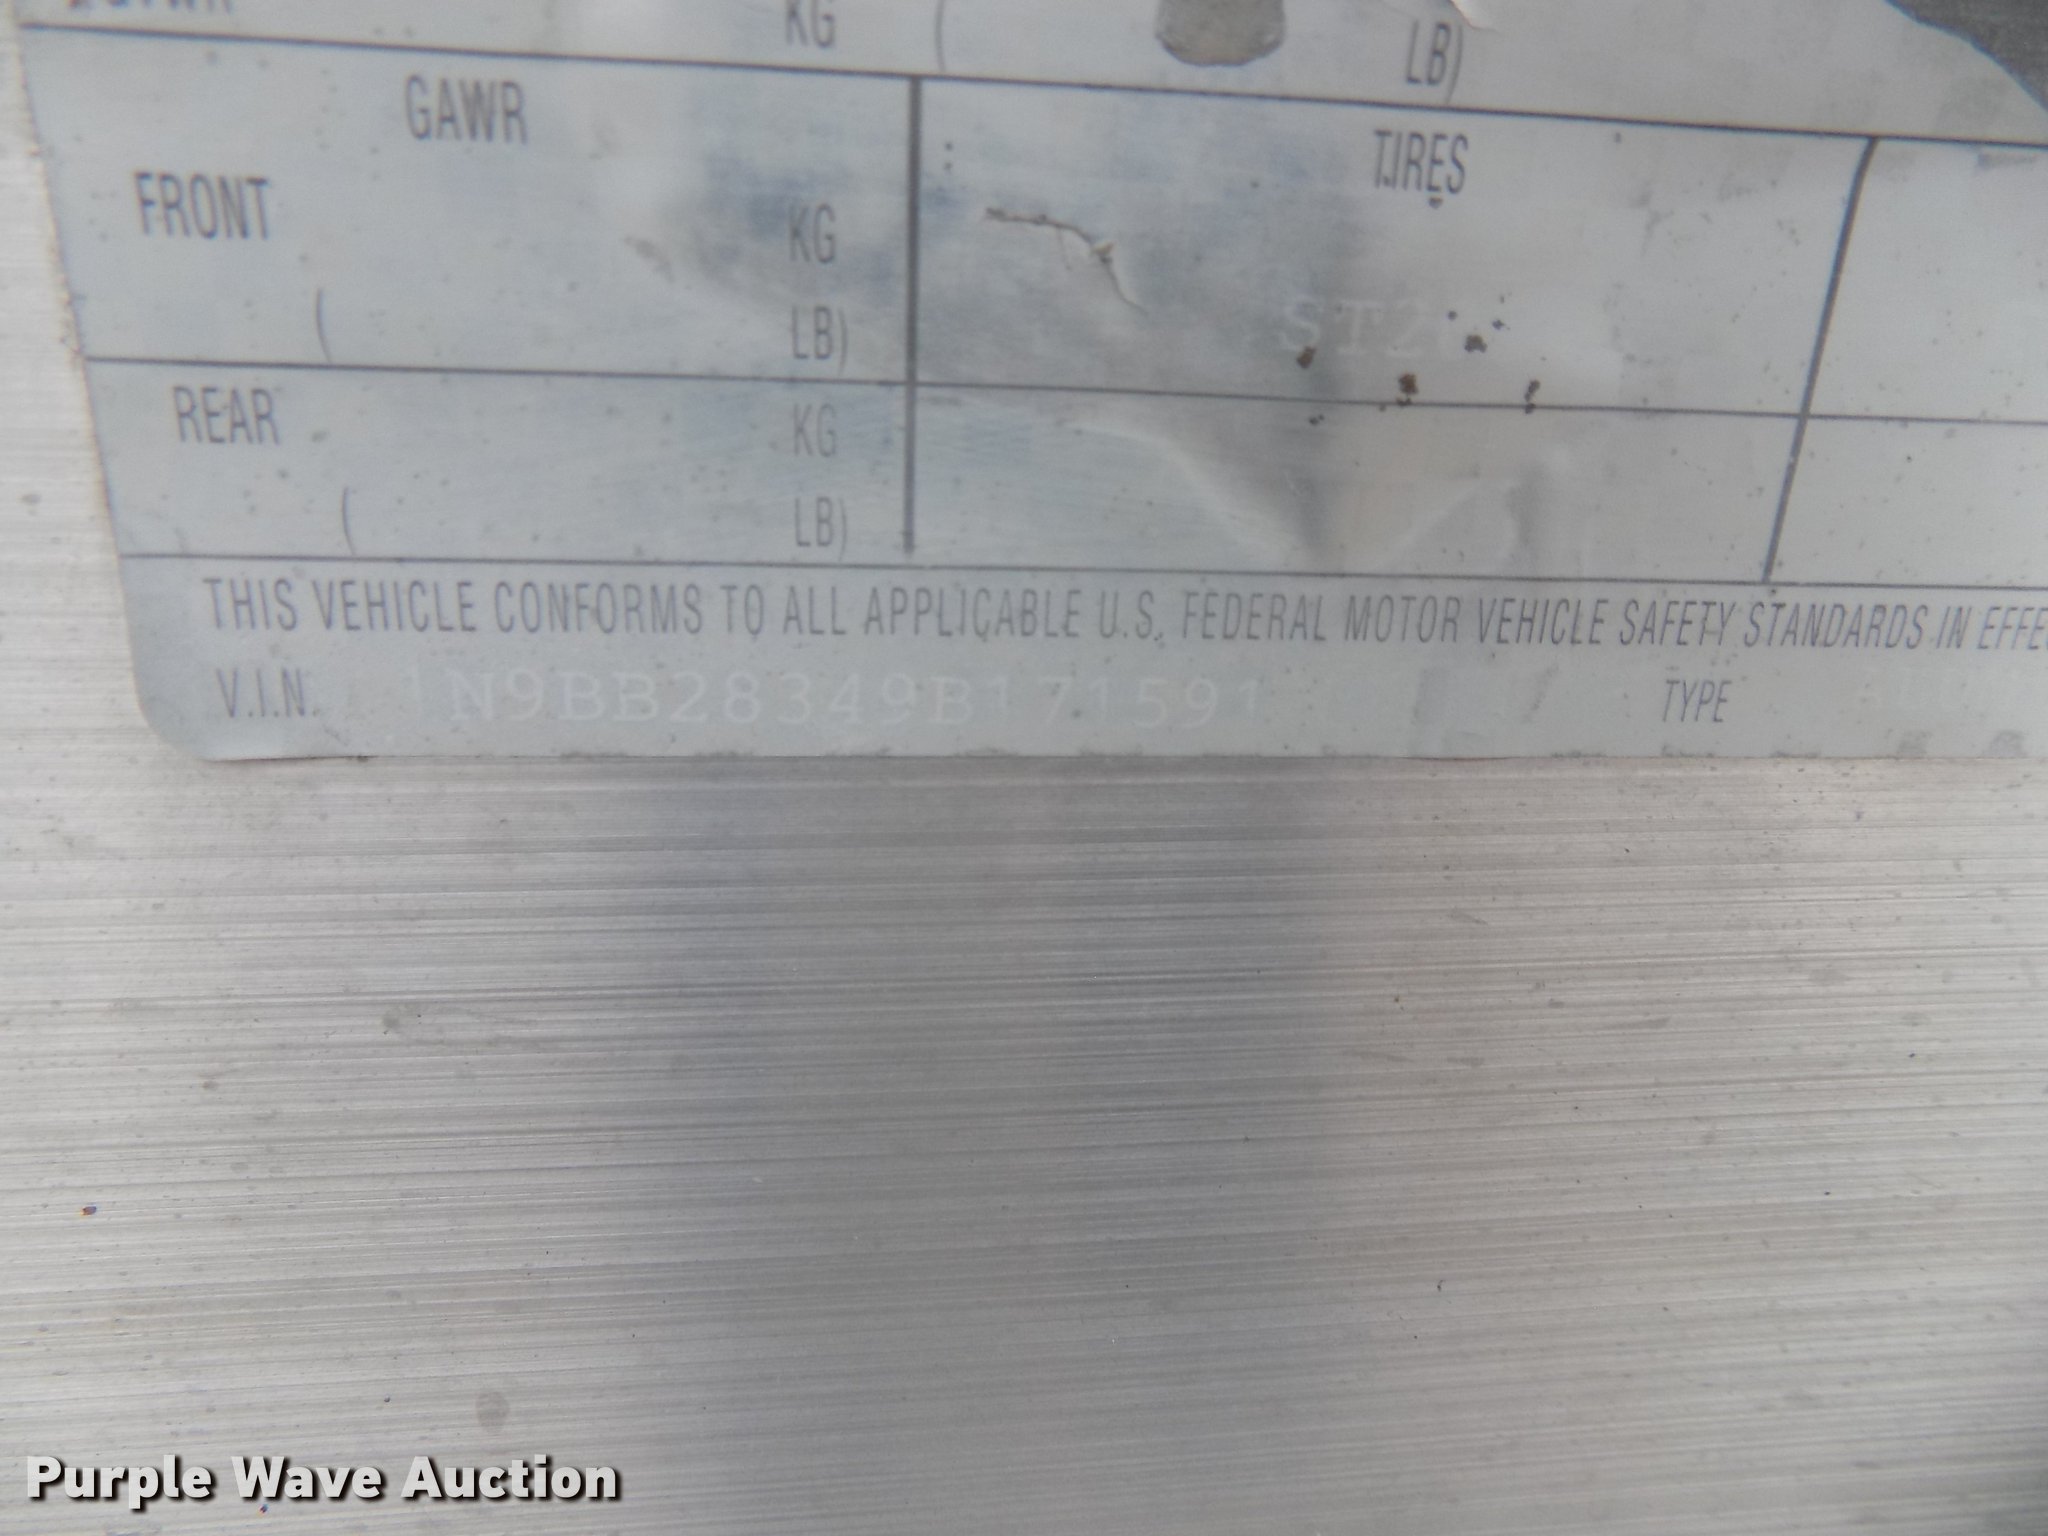 KG ( LB)
GAWR
TIRES
FRONT KG
( LB)
ST2
REAR KG
( LB)
THIS VEHICLE CONFORMS TO ALL APPLICABLE U.S. FEDERAL MOTOR VEHICLE SAFETY STANDARDS IN EFFE
V.I.N. 1N9BB28349B171591 TYPE
Purple Wave Auction